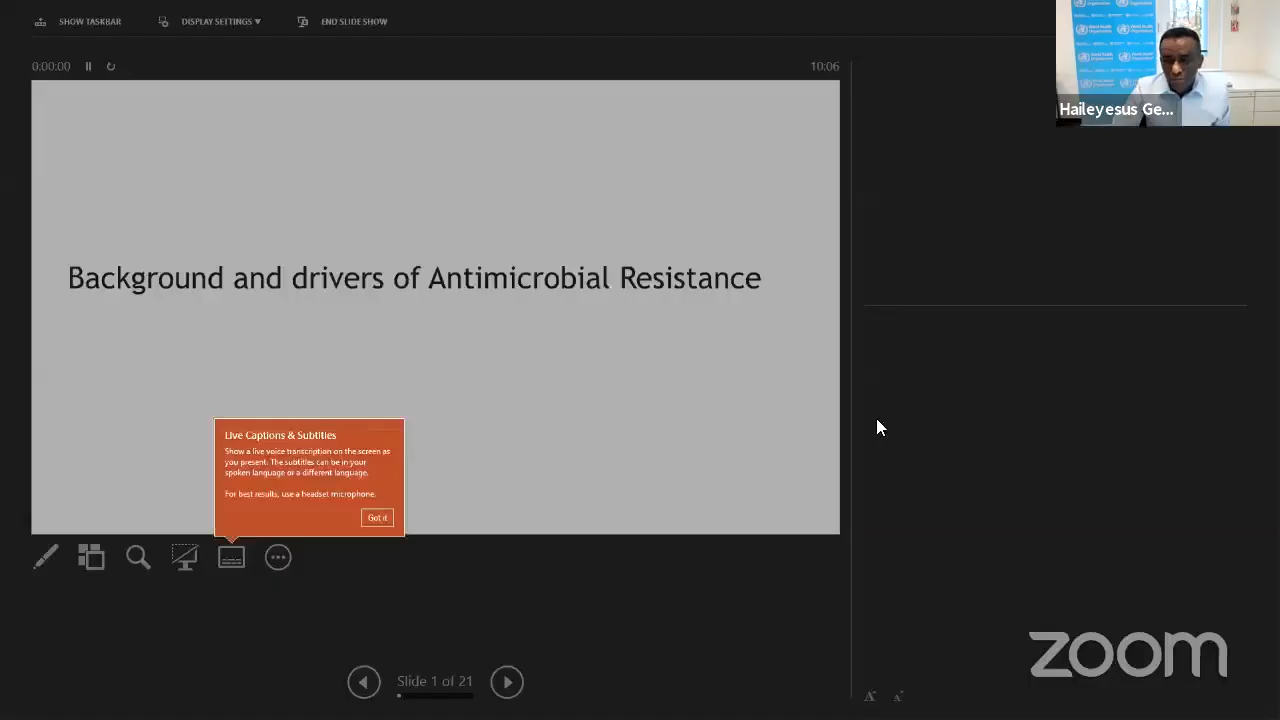 SHOW TASKBAR
DISPLAY SETTINGS ▼
END SLIDE SHOW
0:00:00
10:06
Haileyesus Ge...
Background and drivers of Antimicrobial Resistance
Live Captions & Subtitles
Show a live voice transcription on the screen as
you present. The subtitles can be in your
spoken language or a different language.
For best results, use a headset microphone.
Got it
Slide 1 of 21
zoom
A
A
World Health
Organization